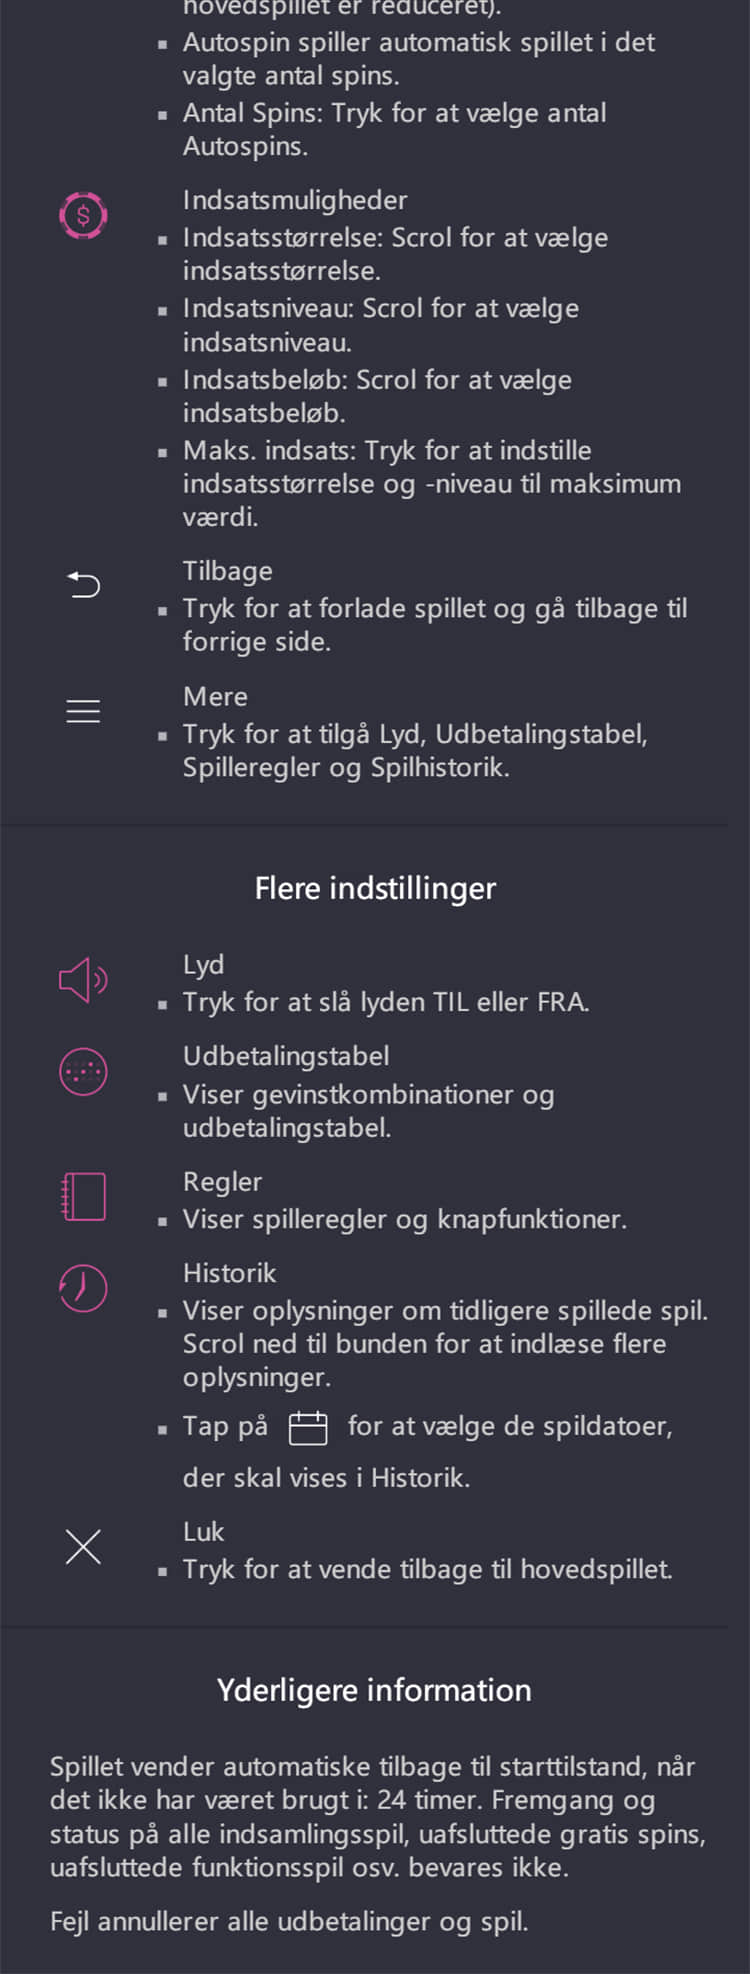 hovedspillet er reduceret).
▪ Autospin spiller automatisk spillet i det
valgte antal spins.
▪ Antal Spins: Tryk for at vælge antal
Autospins.
$
Indsatsmuligheder
▪ Indsatsstørrelse: Scrol for at vælge
indsatsstørrelse.
▪ Indsatsniveau: Scrol for at vælge
indsatsniveau.
▪ Indsatsbeløb: Scrol for at vælge
indsatsbeløb.
▪ Maks. indsats: Tryk for at indstille
indsatsstørrelse og -niveau til maksimum
værdi.
Tilbage
▪ Tryk for at forlade spillet og gå tilbage til
forrige side.
Mere
▪ Tryk for at tilgå Lyd, Udbetalingstabel,
Spilleregler og Spilhistorik.
Flere indstillinger
Lyd
▪ Tryk for at slå lyden TIL eller FRA.
Udbetalingstabel
▪ Viser gevinstkombinationer og
udbetalingstabel.
Regler
▪ Viser spilleregler og knapfunktioner.
Historik
▪ Viser oplysninger om tidligere spillede spil.
Scrol ned til bunden for at indlæse flere
oplysninger.
▪ Tap på for at vælge de spildatoer,
der skal vises i Historik.
Luk
▪ Tryk for at vende tilbage til hovedspillet.
Yderligere information
Spillet vender automatiske tilbage til starttilstand, når
det ikke har været brugt i: 24 timer. Fremgang og
status på alle indsamlingsspil, uafsluttede gratis spins,
uafsluttede funktionsspil osv. bevares ikke.
Fejl annullerer alle udbetalinger og spil.